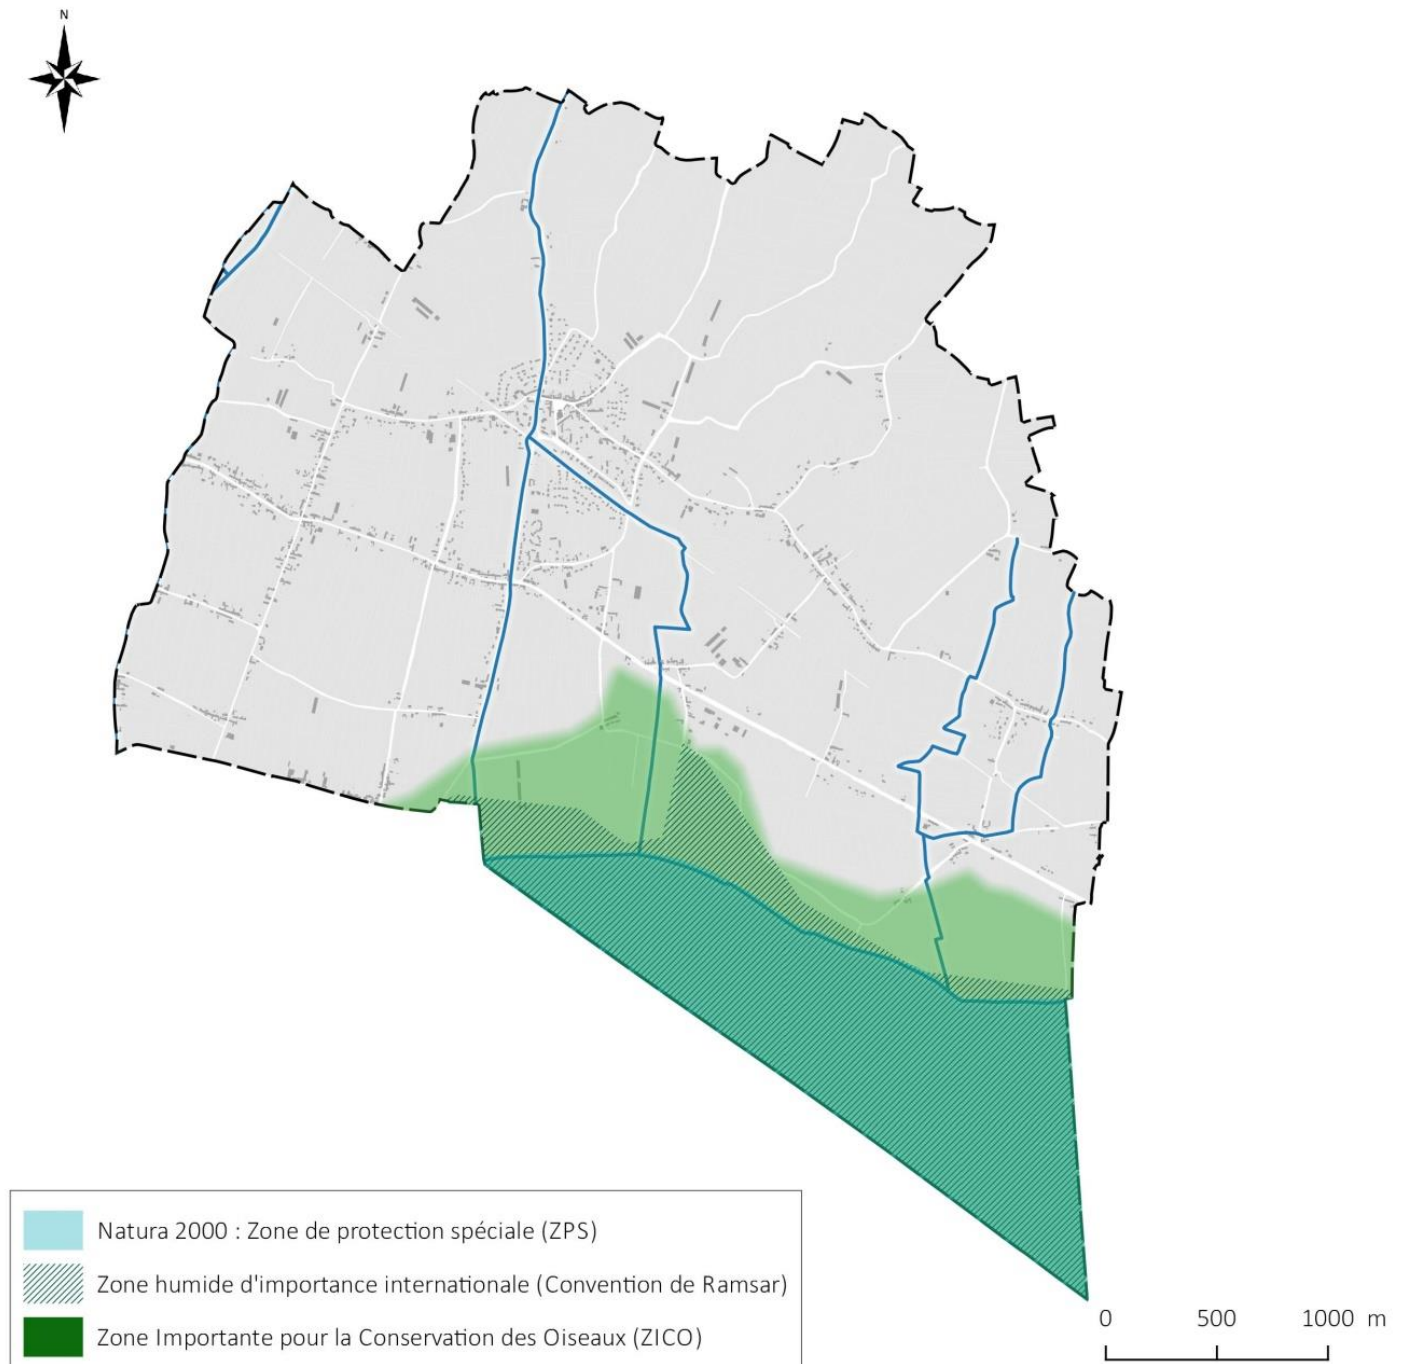 N
Natura 2000 : Zone de protection spéciale (ZPS)
Zone humide d'importance internationale (Convention de Ramsar)
Zone Importante pour la Conservation des Oiseaux (ZICO)
0 500 1000 m